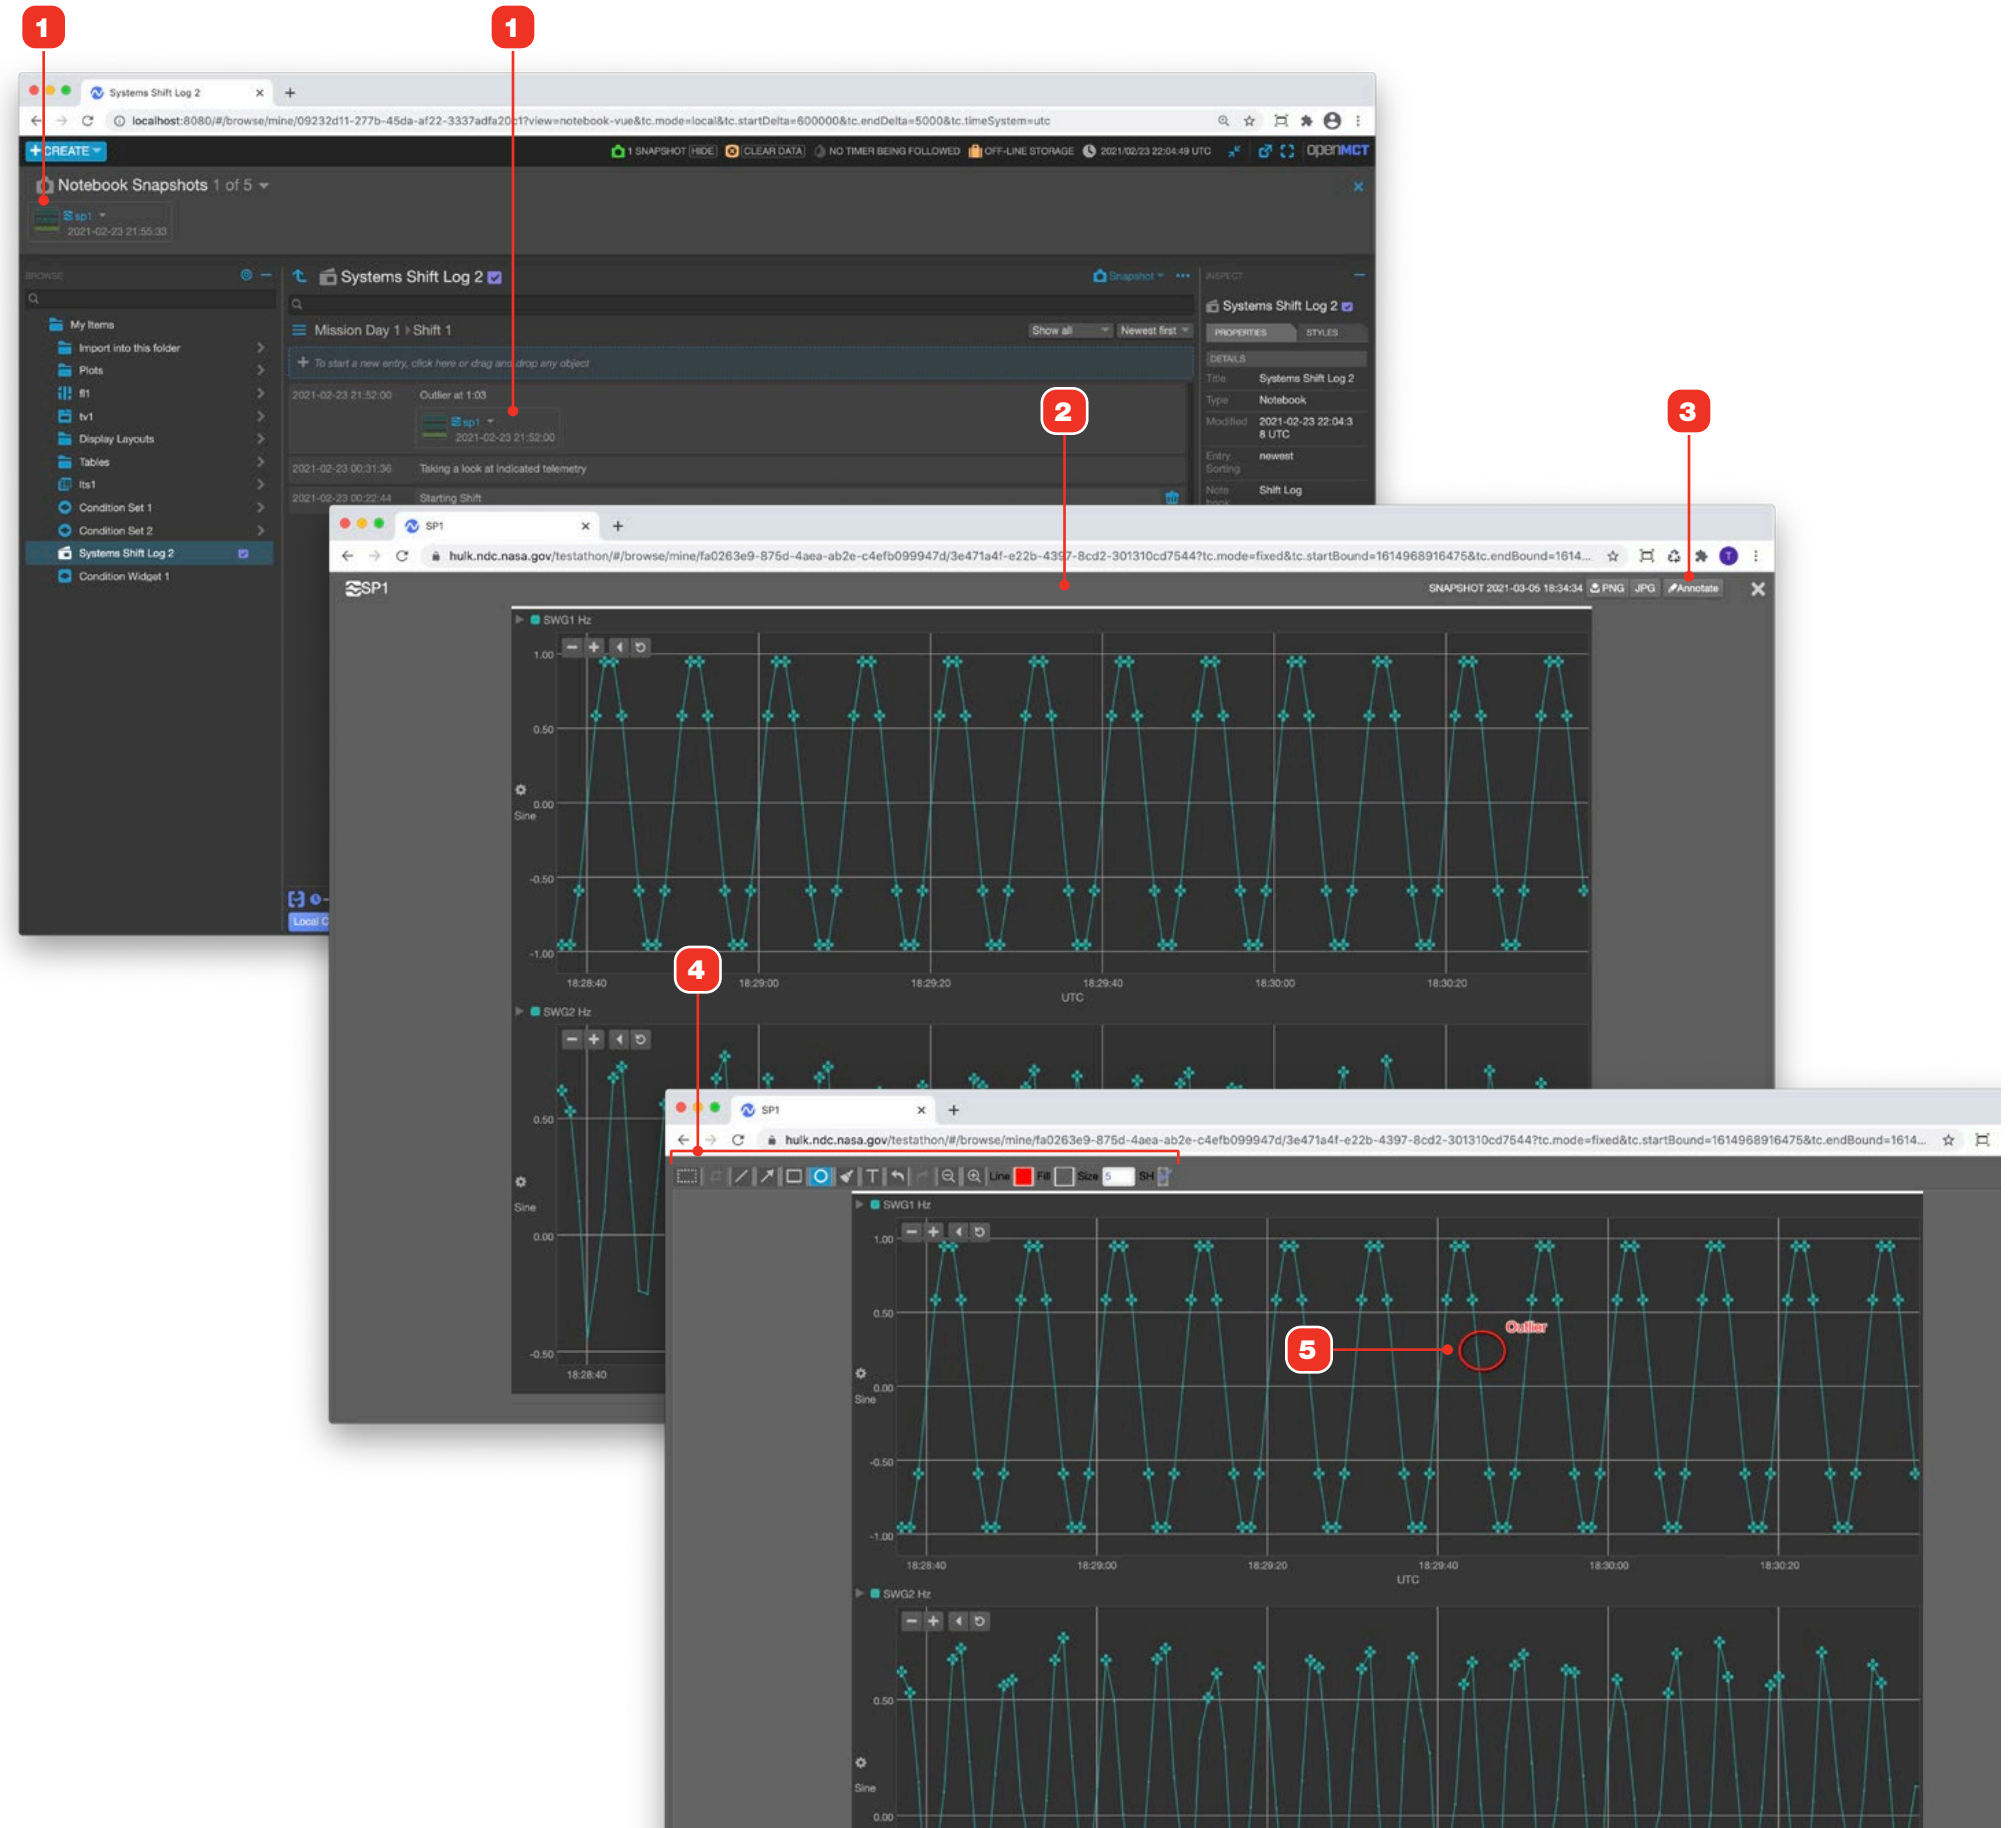 1
1
Systems Shift Log 2
localhost:8080/#/browse/mine/09232d11-277b-45da-af22-3337adfa20c1?view=notebook-vue&tc.mode=local&tc.startDelta=600000&tc.endDelta=5000&tc.timeSystem=utc
+CREATE
1 SNAPSHOT HIDE CLEAR DATA NO TIMER BEING FOLLOWED OFF-LINE STORAGE 2021/02/23 22:04:49 UTC openMCT
Notebook Snapshots 1 of 5
sp1
2021-02-23 21:55:33
BROWSE
Systems Shift Log 2
Snapshot
INSPECT
My Items
Import into this folder
Plots
fl1
tv1
Display Layouts
Tables
lts1
Condition Set 1
Condition Set 2
Systems Shift Log 2
Condition Widget 1
Mission Day 1 Shift 1
Show all
Newest first
+ To start a new entry, click here or drag and drop any object
2021-02-23 21:52:00 Outlier at 1:03
sp1
2021-02-23 21:52:00
2021-02-23 00:31:36 Taking a look at indicated telemetry
2021-02-23 00:22:44 Starting Shift
Local C
Systems Shift Log 2
PROPERTIES STYLES
DETAILS
Title Systems Shift Log 2
Type Notebook
Modified 2021-02-23 22:04:3
8 UTC
Entry newest
Sorting
Note Shift Log
book
2
3
SP1
hulk.ndc.nasa.gov/testathon/#/browse/mine/fa0263e9-875d-4aea-ab2e-c4efb099947d/3e471a4f-e22b-4397-8cd2-301310cd7544?tc.mode=fixed&tc.startBound=1614968916475&tc.endBound=1614...
T
SP1
SNAPSHOT 2021-03-05 18:34:34 PNG JPG Annotate
SWG1 Hz
1.00
0.50
0.00
Sine
-0.50
-1.00
18:28:40 18:29:00 18:29:20 18:29:40 18:30:00 18:30:20
UTC
4
SWG2 Hz
0.50
Sine
0.00
-0.50
18:28:40
SP1
hulk.ndc.nasa.gov/testathon/#/browse/mine/fa0263e9-875d-4aea-ab2e-c4efb099947d/3e471a4f-e22b-4397-8cd2-301310cd7544?tc.mode=fixed&tc.startBound=1614968916475&tc.endBound=1614...
T Line Fill Size 5 SH
SWG1 Hz
1.00
0.50
Outlier
5
0.00
Sine
-0.50
-1.00
18:28:40 18:29:00 18:29:20 18:29:40 18:30:00 18:30:20
UTC
SWG2 Hz
0.50
Sine
0.00